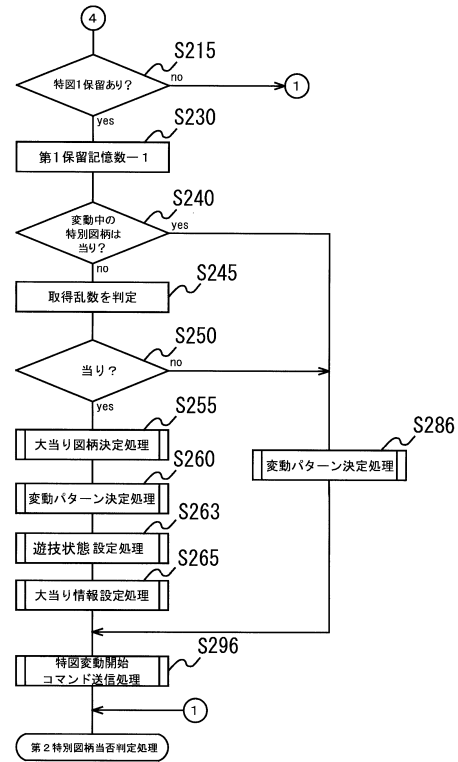 4
S215
特図1保留あり?
no
1
yes
S230
第1保留記憶数ー1
S240
変動中の
特別図柄は
当り?
yes
no
S245
取得乱数を判定
S250
当り?
no
yes
S255
大当り図柄決定処理
S286
変動パターン決定処理
S260
変動パターン決定処理
S263
遊技状態設定処理
S265
大当り情報設定処理
S296
特図変動開始
コマンド送信処理
1
第2特別図柄当否判定処理